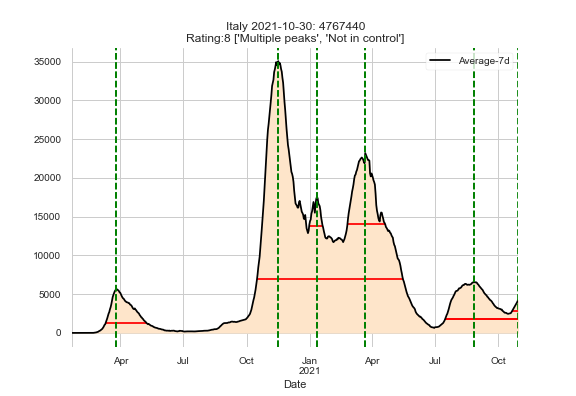 Italy 2021-10-30: 4767440
Rating:8 ['Multiple peaks', 'Not in control']
Average-7d
35000
30000
25000
20000
15000
10000
5000
0
Apr Jul Oct Jan Apr Jul Oct
2021
Date